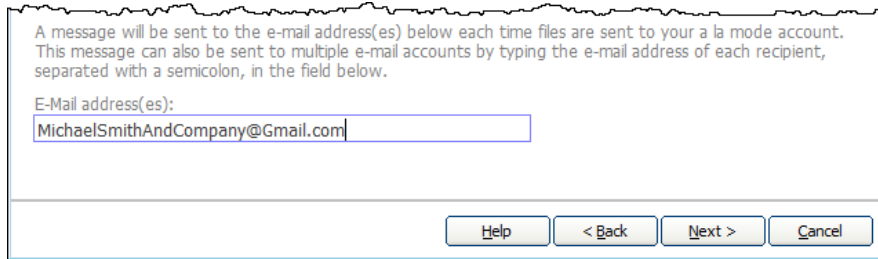 A message will be sent to the e-mail address(es) below each time files are sent to your a la mode account.
This message can also be sent to multiple e-mail accounts by typing the e-mail address of each recipient,
separated with a semicolon, in the field below.
E-Mail address(es):
MichaelSmithAndCompany@Gmail.com
Help < Back Next > Cancel